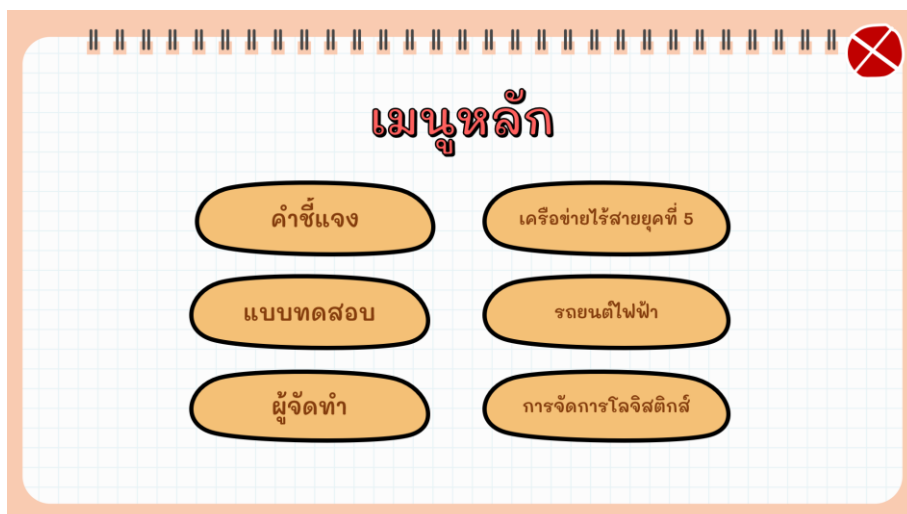 เมนูหลัก
คำชี้แจง
เครือข่ายไร้สายยุคที่ 5
แบบทดสอบ
รถยนต์ไฟฟ้า
ผู้จัดทำ
การจัดการโลจิสติกส์